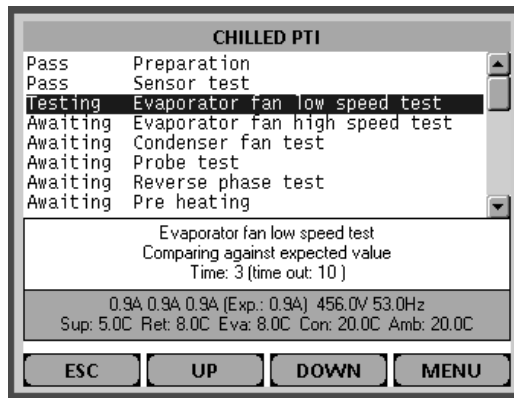 CHILLED PTI
Pass Preparation
Pass Sensor test
Testing Evaporator fan low speed test
Awaiting Evaporator fan high speed test
Awaiting Condenser fan test
Awaiting Probe test
Awaiting Reverse phase test
Awaiting Pre heating
Evaporator fan low speed test
Comparing against expected value
Time: 3 (time out: 10 )
0.9A 0.9A 0.9A (Exp.: 0.9A) 456.0V 53.0Hz
Sup: 5.0C Ret: 8.0C Eva: 8.0C Con: 20.0C Amb: 20.0C
ESC UP DOWN MENU